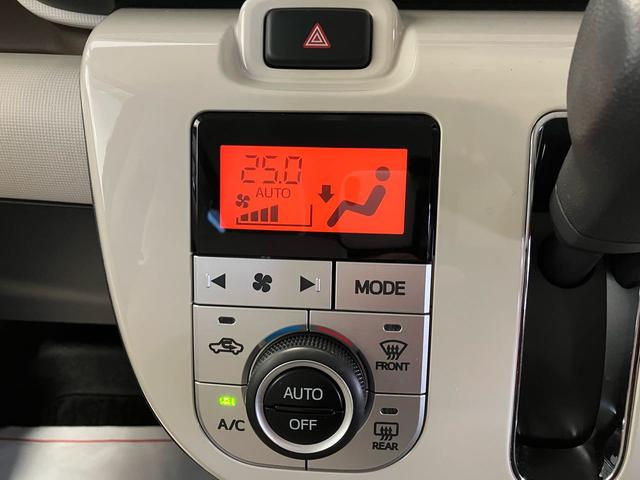 25.0
AUTO
MODE
FRONT
AUTO
OFF
A/C
REAR